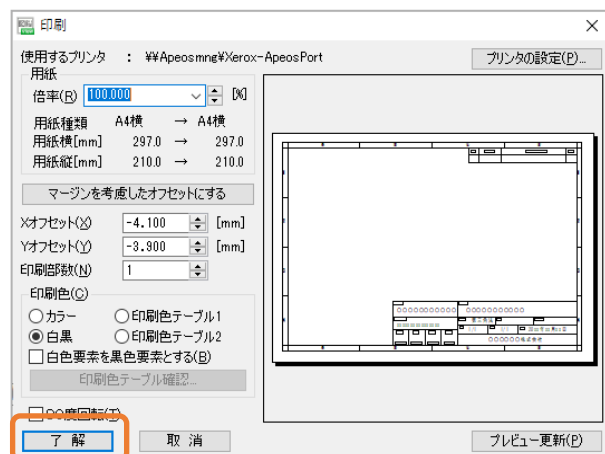 印刷
使用するプリンタ : ¥¥Apeosmng¥Xerox-ApeosPort
プリンタの設定(P)...
用紙
倍率(R) 100.000 [%]
用紙種類 A4横 → A4横
用紙横[mm] 297.0 → 297.0
用紙縦[mm] 210.0 → 210.0
マージンを考慮したオフセットにする
Xオフセット(X) -4.100 [mm]
Yオフセット(Y) -3.900 [mm]
印刷部数(N) 1
印刷色(C)
カラー 印刷色テーブル1
白黒 印刷色テーブル2
白色要素を黒色要素とする(B)
印刷色テーブル確認...
90度回転(T)
了解 取消 プレビュー更新(P)